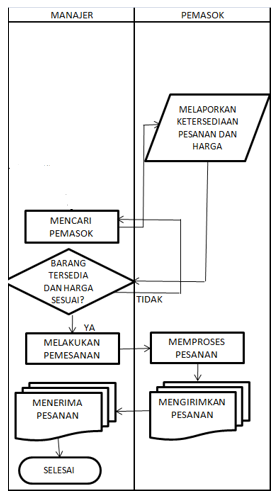 MANAJER
PEMASOK
MELAPORKAN
KETERSEDIAAN
PESANAN DAN
HARGA
MENCARI
PEMASOK
BARANG
TERSEDIA
DAN HARGA
SESUAI?
TIDAK
YA
MELAKUKAN
PEMESANAN
MEMPROSES
PESANAN
MENERIMA
PESANAN
MENGIRIMKAN
PESANAN
SELESAI